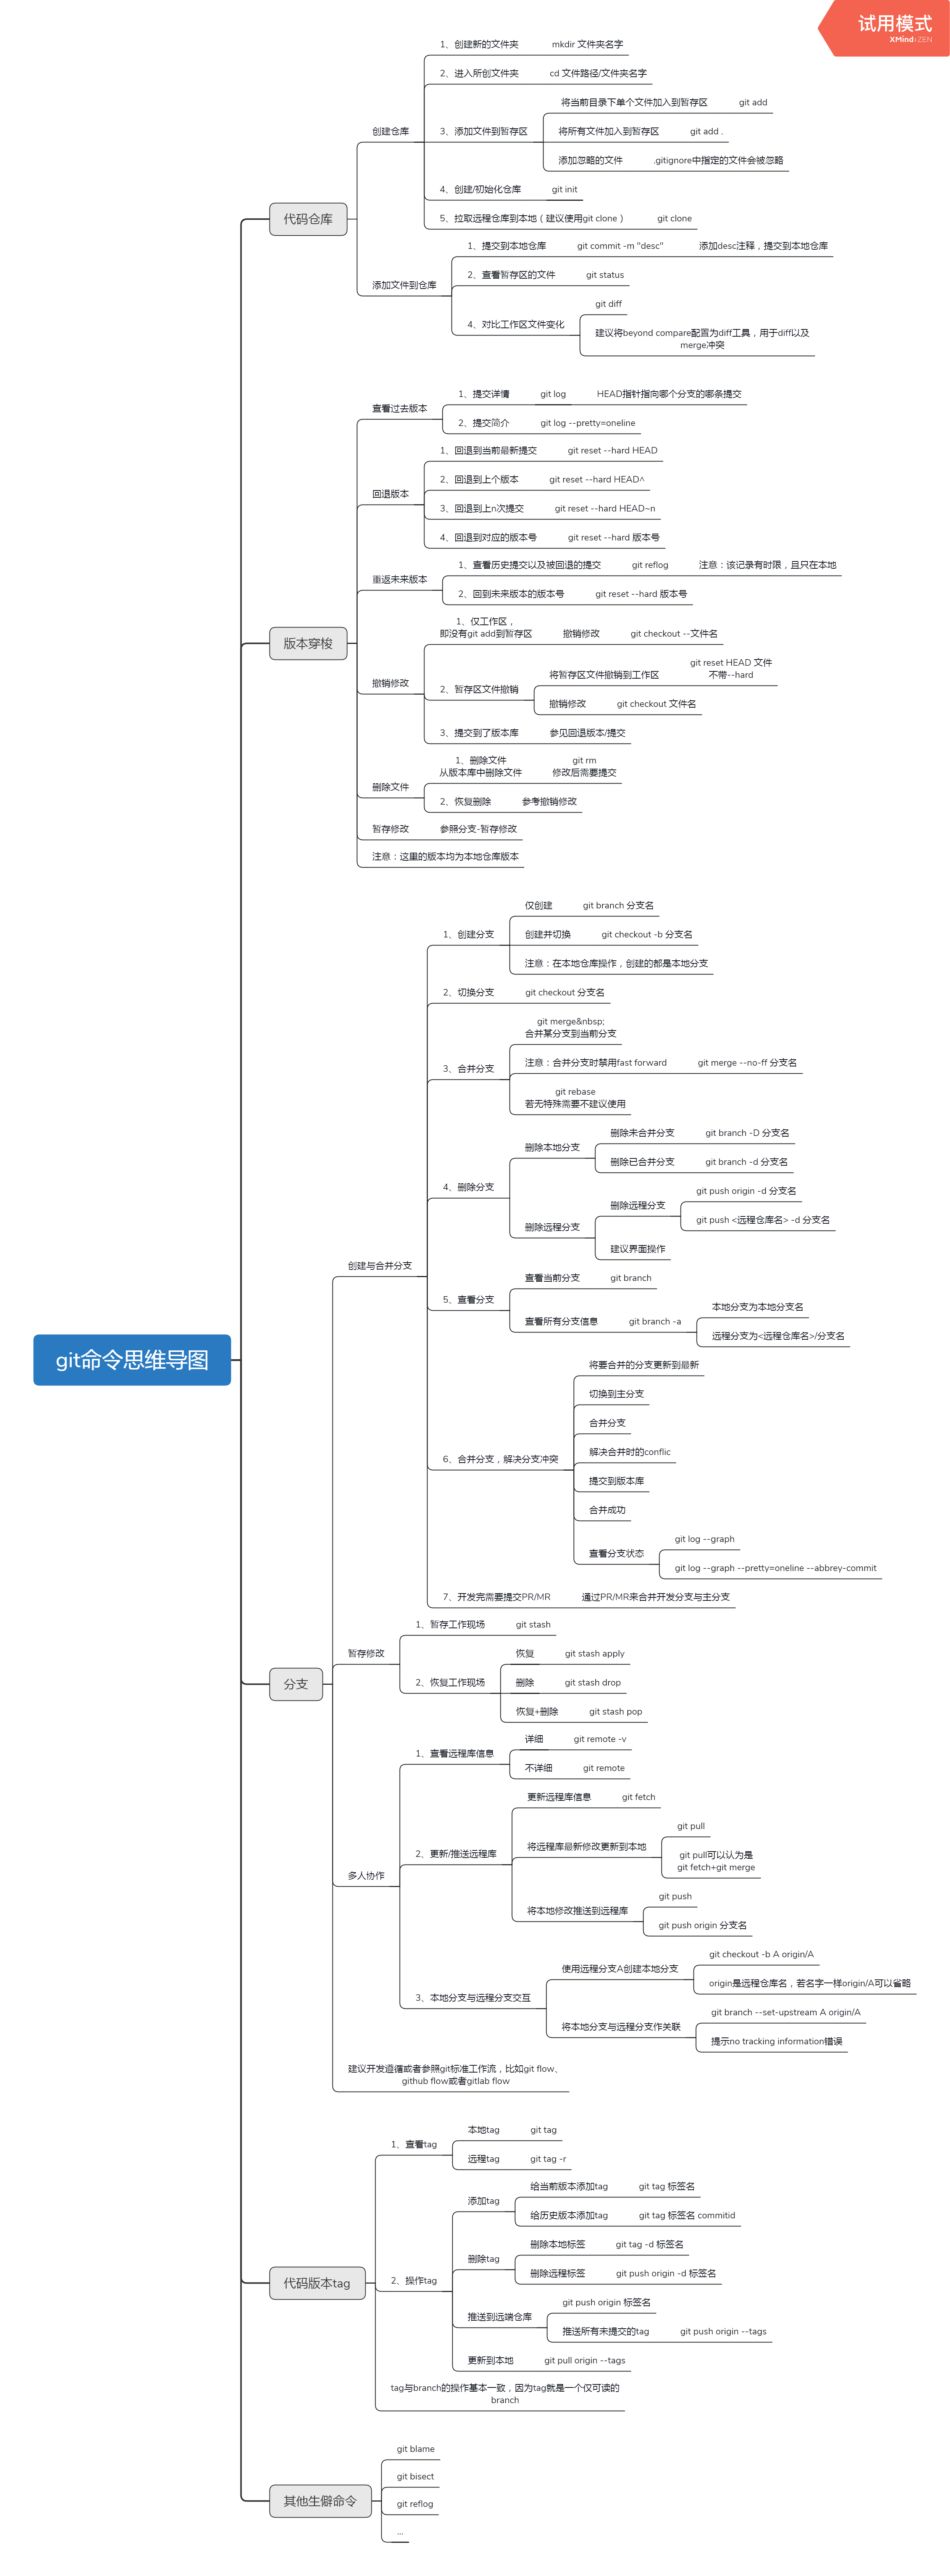 试用模式
XMind:ZEN
git命令思维导图
代码仓库
创建仓库
1、创建新的文件夹
mkdir 文件夹名字
2、进入所创文件夹
cd 文件路径/文件夹名字
3、添加文件到暂存区
将当前目录下单个文件加入到暂存区
git add
将所有文件加入到暂存区
git add .
添加忽略的文件
.gitignore中指定的文件会被忽略
4、创建/初始化仓库
git init
5、拉取远程仓库到本地（建议使用git clone）
git clone
添加文件到仓库
1、提交到本地仓库
git commit -m "desc"
添加desc注释，提交到本地仓库
2、查看暂存区的文件
git status
4、对比工作区文件变化
git diff
建议将beyond compare配置为diff工具，用于diff以及
merge冲突
版本穿梭
查看过去版本
1、提交详情
git log
HEAD指针指向哪个分支的哪条提交
2、提交简介
git log --pretty=oneline
回退版本
1、回退到当前最新提交
git reset --hard HEAD
2、回退到上个版本
git reset --hard HEAD^
3、回退到上n次提交
git reset --hard HEAD~n
4、回退到对应的版本号
git reset --hard 版本号
重返未来版本
1、查看历史提交以及被回退的提交
git reflog
注意：该记录有时限，且只在本地
2、回到未来版本的版本号
git reset --hard 版本号
撤销修改
1、仅工作区，
即没有git add到暂存区
撤销修改
git checkout --文件名
2、暂存区文件撤销
将暂存区文件撤销到工作区
git reset HEAD 文件
不带--hard
撤销修改
git checkout 文件名
3、提交到了版本库
参见回退版本/提交
删除文件
1、删除文件
从版本库中删除文件
git rm
修改后需要提交
2、恢复删除
参考撤销修改
暂存修改
参照分支-暂存修改
注意：这里的版本均为本地仓库版本
分支
创建与合并分支
1、创建分支
仅创建
git branch 分支名
创建并切换
git checkout -b 分支名
注意：在本地仓库操作，创建的都是本地分支
2、切换分支
git checkout 分支名
3、合并分支
git merge&nbsp;
合并某分支到当前分支
注意：合并分支时禁用fast forward
git merge --no-ff 分支名
git rebase
若无特殊需要不建议使用
4、删除分支
删除本地分支
删除未合并分支
git branch -D 分支名
删除已合并分支
git branch -d 分支名
删除远程分支
删除远程分支
git push origin -d 分支名
git push <远程仓库名> -d 分支名
建议界面操作
5、查看分支
查看当前分支
git branch
查看所有分支信息
git branch -a
本地分支为本地分支名
远程分支为<远程仓库名>/分支名
6、合并分支，解决分支冲突
将要合并的分支更新到最新
切换到主分支
合并分支
解决合并时的conflic
提交到版本库
合并成功
查看分支状态
git log --graph
git log --graph --pretty=oneline --abbrey-commit
7、开发完需要提交PR/MR
通过PR/MR来合并开发分支与主分支
暂存修改
1、暂存工作现场
git stash
2、恢复工作现场
恢复
git stash apply
删除
git stash drop
恢复+删除
git stash pop
多人协作
1、查看远程库信息
详细
git remote -v
不详细
git remote
2、更新/推送远程库
更新远程库信息
git fetch
将远程库最新修改更新到本地
git pull
git pull可以认为是
git fetch+git merge
将本地修改推送到远程库
git push
git push origin 分支名
3、本地分支与远程分支交互
使用远程分支A创建本地分支
git checkout -b A origin/A
origin是远程仓库名，若名字一样origin/A可以省略
将本地分支与远程分支作关联
git branch --set-upstream A origin/A
提示no tracking information错误
建议开发遵循或者参照git标准工作流，比如git flow、
github flow或者gitlab flow
代码版本tag
1、查看tag
本地tag
git tag
远程tag
git tag -r
2、操作tag
添加tag
给当前版本添加tag
git tag 标签名
给历史版本添加tag
git tag 标签名 commitid
删除tag
删除本地标签
git tag -d 标签名
删除远程标签
git push origin -d 标签名
推送到远端仓库
git push origin 标签名
推送所有未提交的tag
git push origin --tags
更新到本地
git pull origin --tags
tag与branch的操作基本一致，因为tag就是一个仅可读的
branch
其他生僻命令
git blame
git bisect
git reflog
...